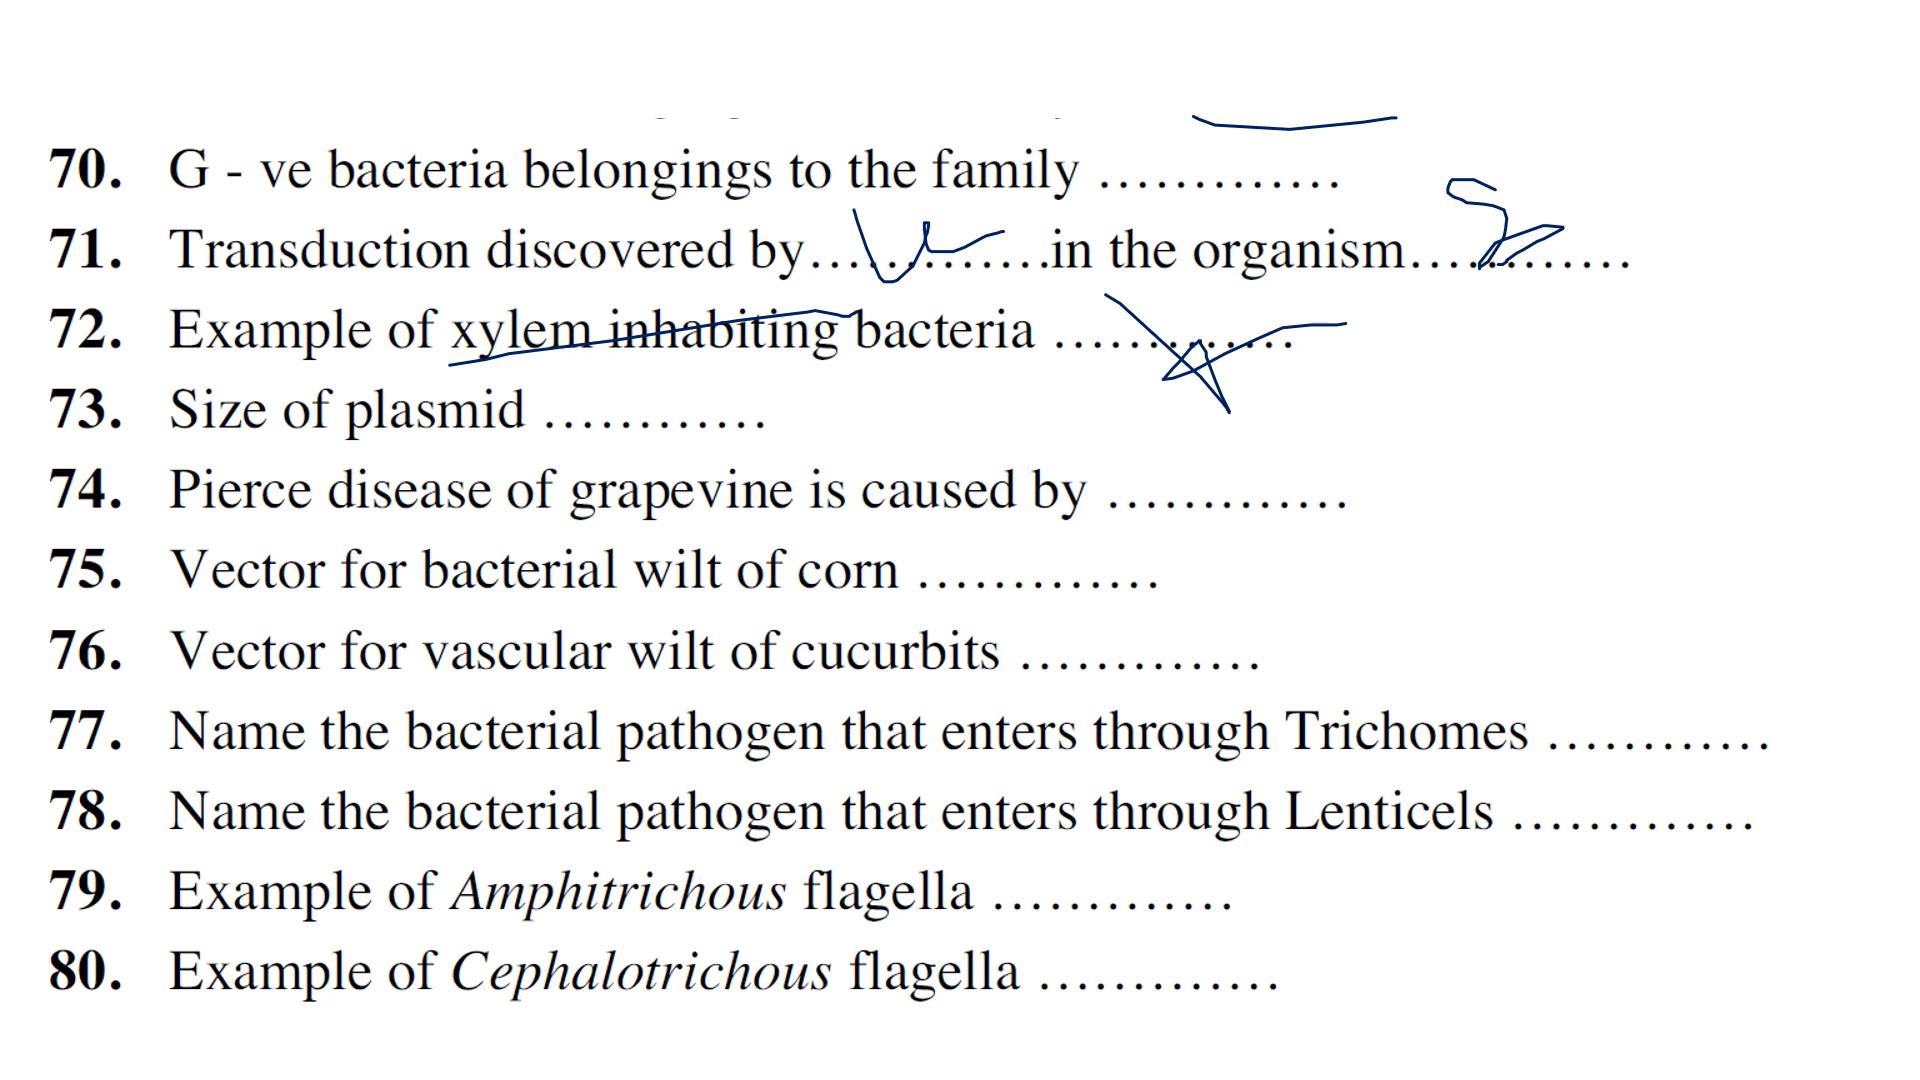 70. G - ve bacteria belongings to the family .............
71. Transduction discovered by.............in the organism............
72. Example of xylem inhabiting bacteria .............
73. Size of plasmid ............
74. Pierce disease of grapevine is caused by .............
75. Vector for bacterial wilt of corn .............
76. Vector for vascular wilt of cucurbits .............
77. Name the bacterial pathogen that enters through Trichomes ............
78. Name the bacterial pathogen that enters through Lenticels .............
79. Example of Amphitrichous flagella .............
80. Example of Cephalotrichous flagella .............